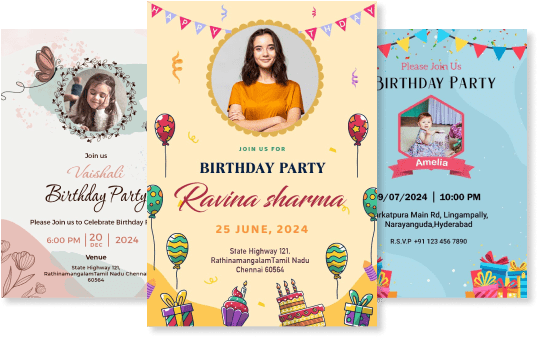 Join us
Vaishali
Birthday Party
Please Join us to Celebrate Birthday
6:00 PM | 20 DEC | 2024
Venue
State Highway 121,
RathinamangalamTamil Nadu
60564
HAPPY
THDAY
JOIN US FOR
BIRTHDAY PARTY
Ravina sharma
25 JUNE, 2024
State Highway 121,
RathinamangalamTamil Nadu
Chennai 60564
Please Join Us
BIRTHDAY PARTY
Amelia
9/07/2024 | 10:00 PM
Main Rd, Lingampally,
Narayanguda,Hyderabad
R.S.V.P +91 123 456 7890